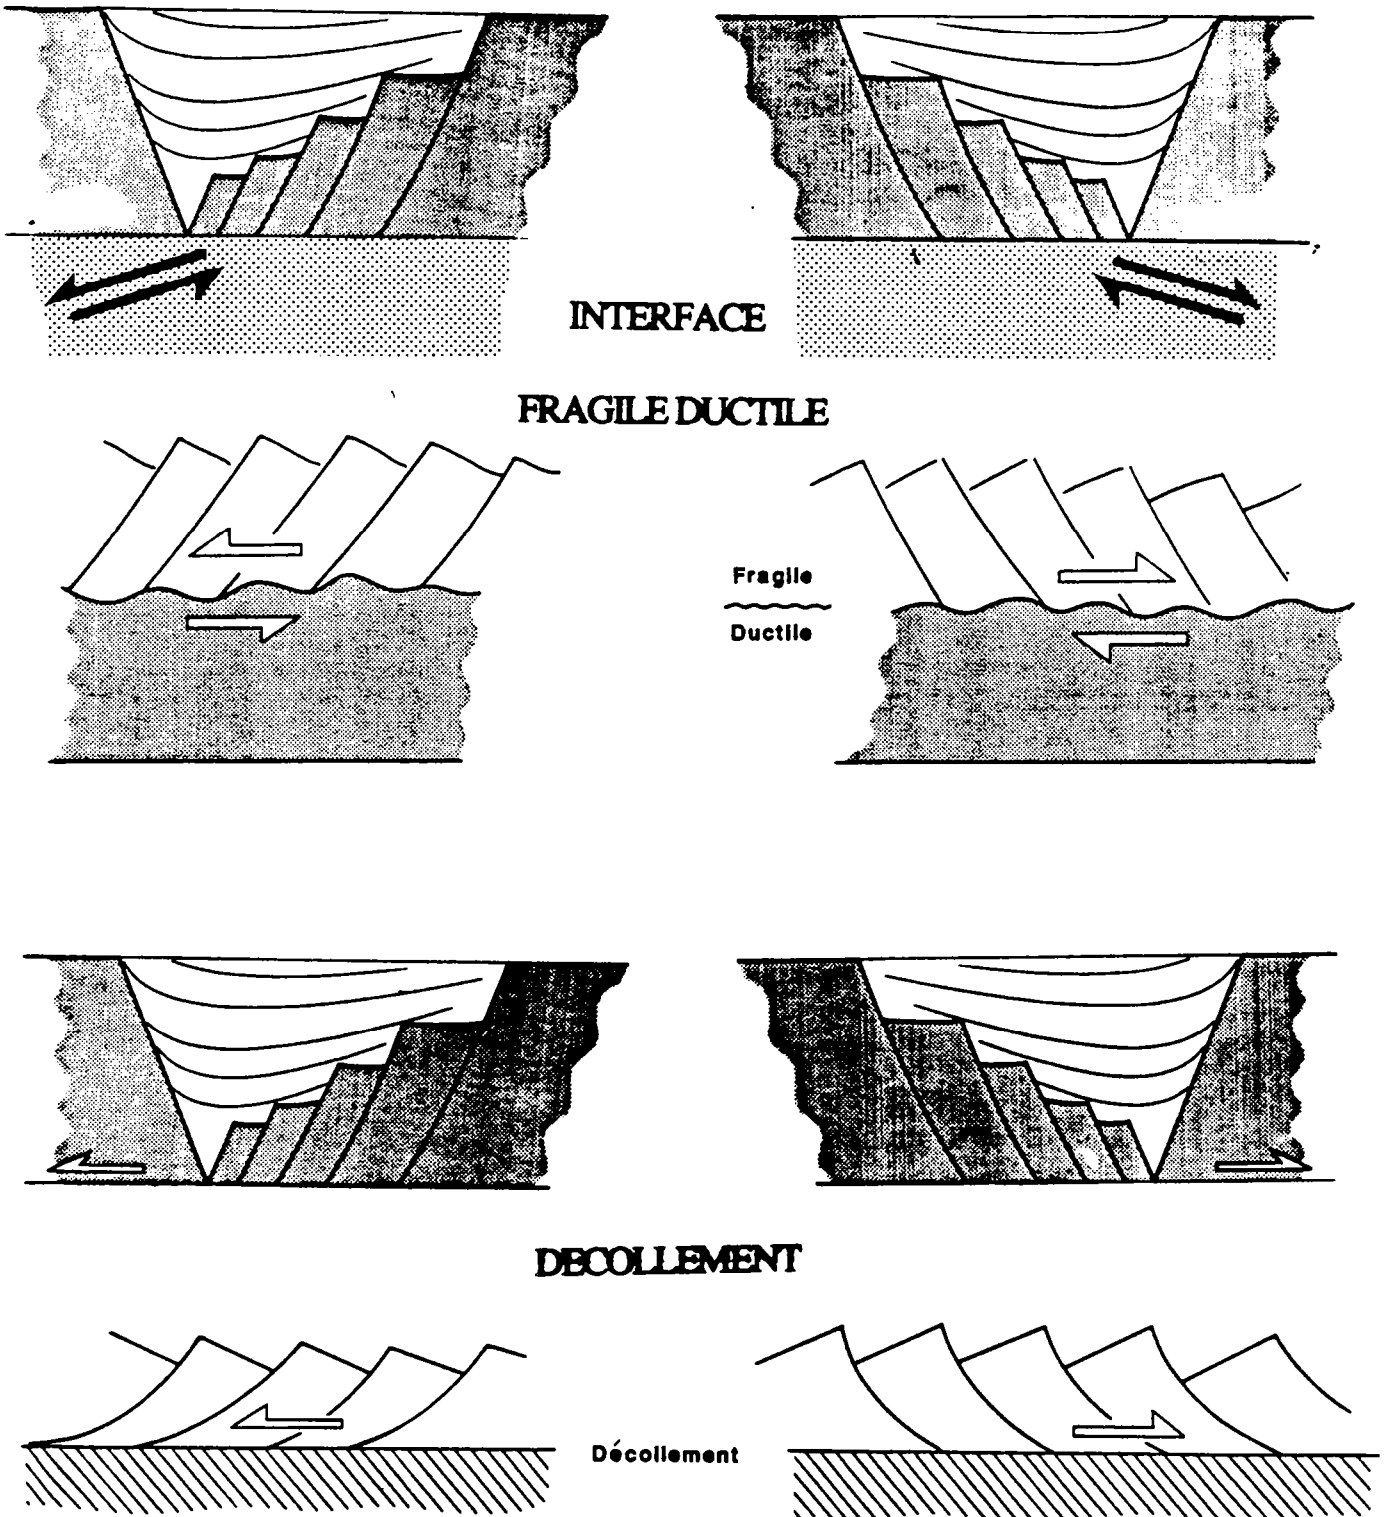 INTERFACE
FRAGILE DUCTILE
Fragile
Ductile
DECOLLEMENT
Décollement